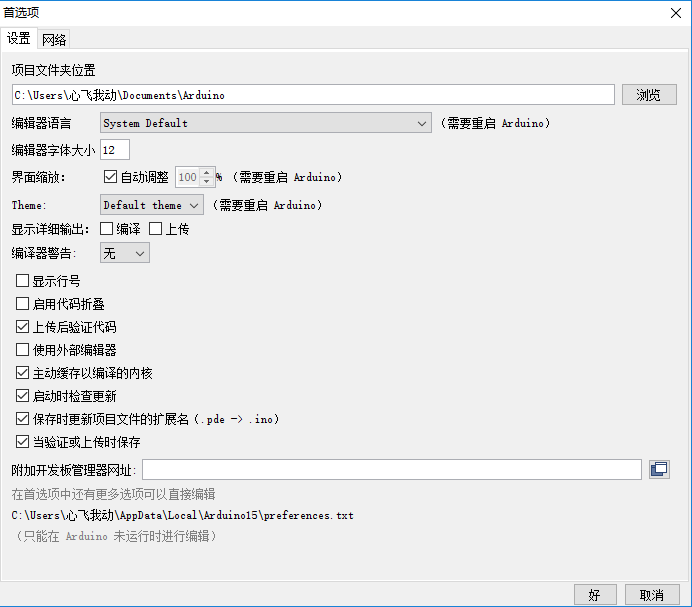 首选项
设置 网络
项目文件夹位置
C:\Users\心飞我动\Documents\Arduino 浏览
编辑器语言 System Default （需要重启 Arduino）
编辑器字体大小 12
界面缩放： 自动调整 100 % （需要重启 Arduino）
Theme: Default theme （需要重启 Arduino）
显示详细输出： 编译 上传
编译器警告: 无
显示行号
启用代码折叠
上传后验证代码
使用外部编辑器
主动缓存以编译的内核
启动时检查更新
保存时更新项目文件的扩展名（.pde -> .ino）
当验证或上传时保存
附加开发板管理器网址:
在首选项中还有更多选项可以直接编辑
C:\Users\心飞我动\AppData\Local\Arduino15\preferences.txt
（只能在 Arduino 未运行时进行编辑）
好 取消